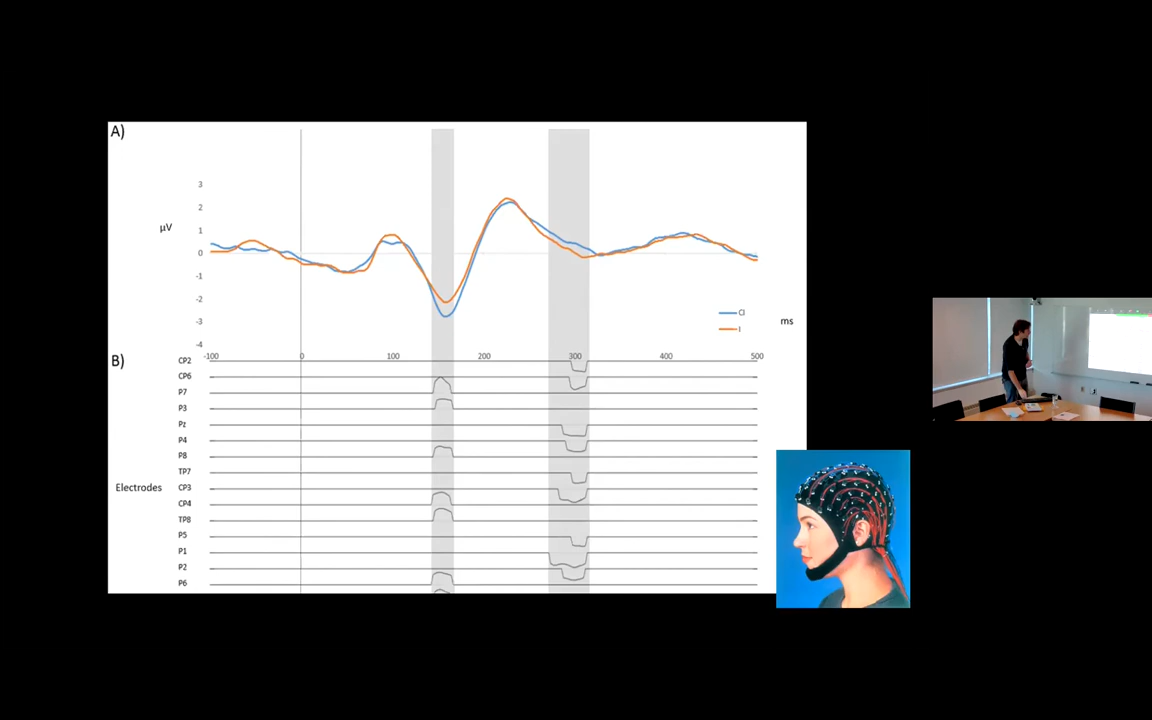 A)
3
2
µV
1
0
-1
-2
-3
CI
I
ms
-4
B)
-100 0 100 200 300 400 500
CP2
CP6
P7
P3
Pz
P4
P8
TP7
Electrodes CP3
CP4
TP8
P5
P1
P2
P6